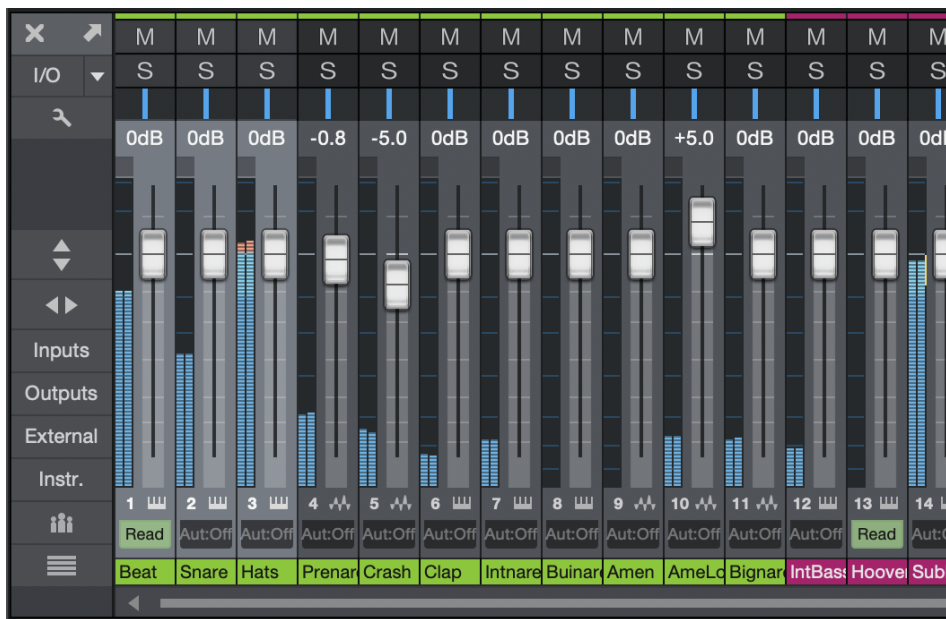 M M M M M M M M M M M M M M
I/O S S S S S S S S S S S S S S
0dB 0dB 0dB -0.8 -5.0 0dB 0dB 0dB 0dB +5.0 0dB 0dB 0dB 0dB
Inputs
Outputs
External
Instr.
1 2 3 4 5 6 7 8 9 10 11 12 13 14
Read Aut:Off Aut:Off Aut:Off Aut:Off Aut:Off Aut:Off Aut:Off Aut:Off Aut:Off Aut:Off Aut:Off Read Aut:
Beat Snare Hats Prenar Crash Clap Intnare Buinar Amen AmeLo Bignar IntBass Hoover Sub